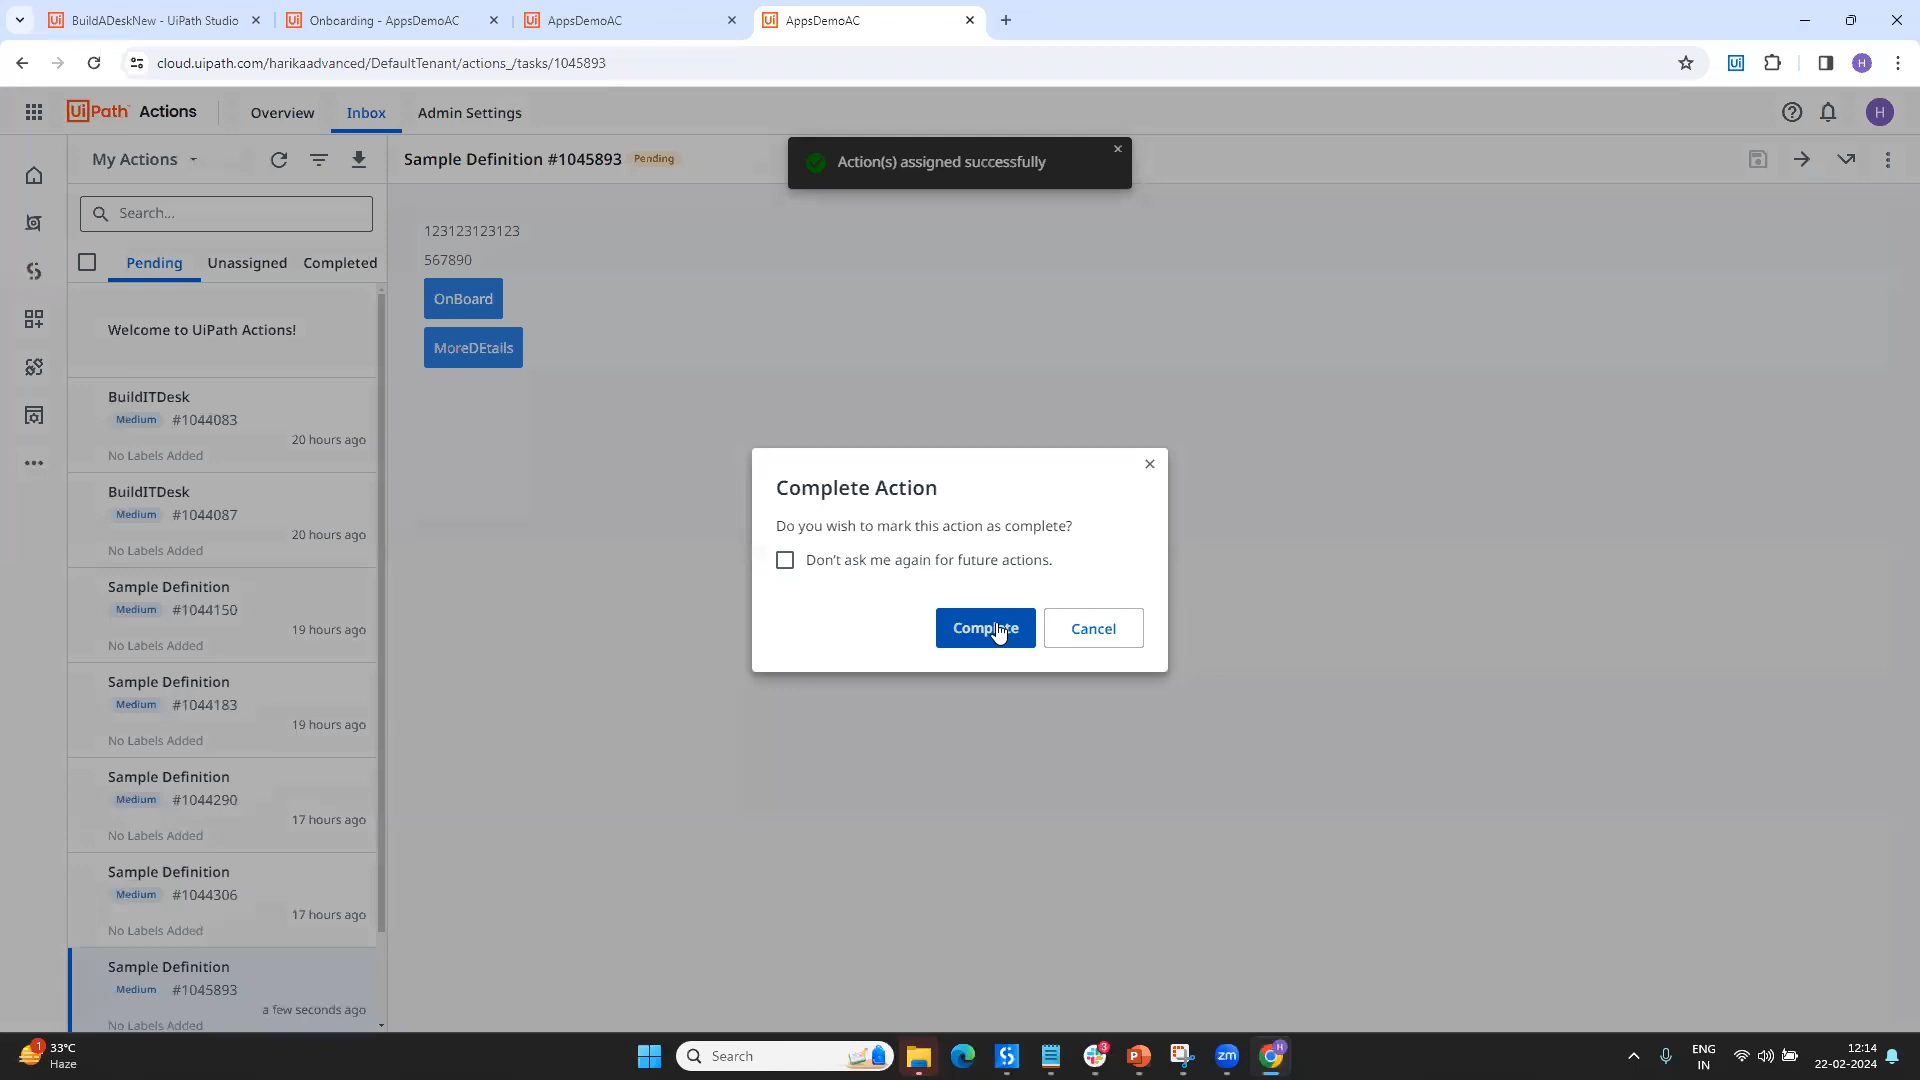 BuildADeskNew - UiPath Studio
Onboarding - AppsDemoAC
AppsDemoAC
AppsDemoAC
cloud.uipath.com/harikaadvanced/DefaultTenant/actions_/tasks/1045893
Ui
H
UiPath Actions
Overview
Inbox
Admin Settings
H
My Actions
Sample Definition #1045893
Pending
Action(s) assigned successfully
Search...
Pending
Unassigned
Completed
Welcome to UiPath Actions!
BuildITDesk
Medium #1044083
20 hours ago
No Labels Added
BuildITDesk
Medium #1044087
20 hours ago
No Labels Added
Sample Definition
Medium #1044150
19 hours ago
No Labels Added
Sample Definition
Medium #1044183
19 hours ago
No Labels Added
Sample Definition
Medium #1044290
17 hours ago
No Labels Added
Sample Definition
Medium #1044306
17 hours ago
No Labels Added
Sample Definition
Medium #1045893
a few seconds ago
No Labels Added
123123123123
567890
OnBoard
MoreDEtails
Complete Action
Do you wish to mark this action as complete?
Don't ask me again for future actions.
Complete
Cancel
1
33°C
Haze
Search
3
zm
H
ENG
IN
12:14
22-02-2024